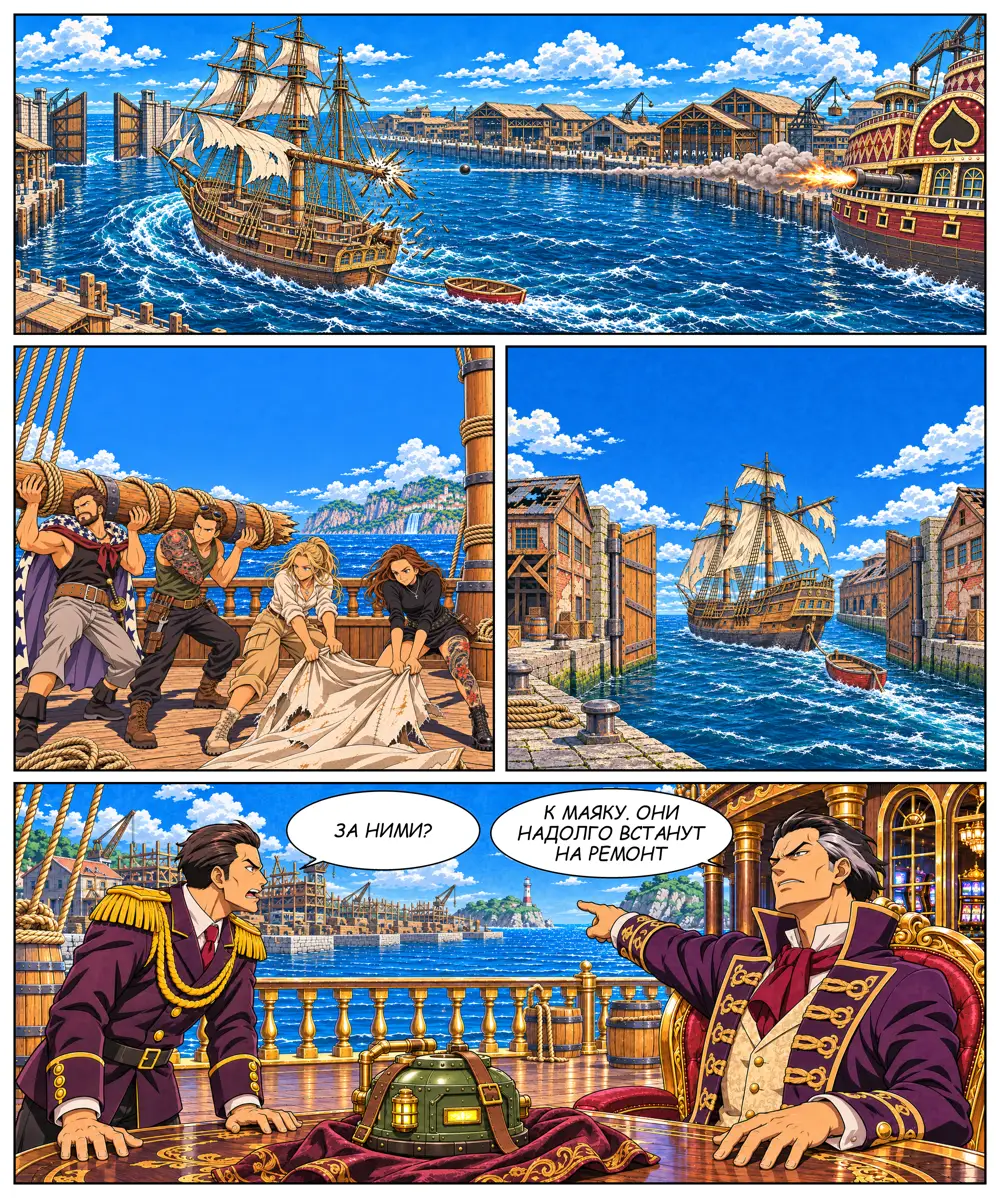 ЗА НИМИ?
К МАЯКУ. ОНИ
НАДОЛГО ВСТАНУТ
НА РЕМОНТ